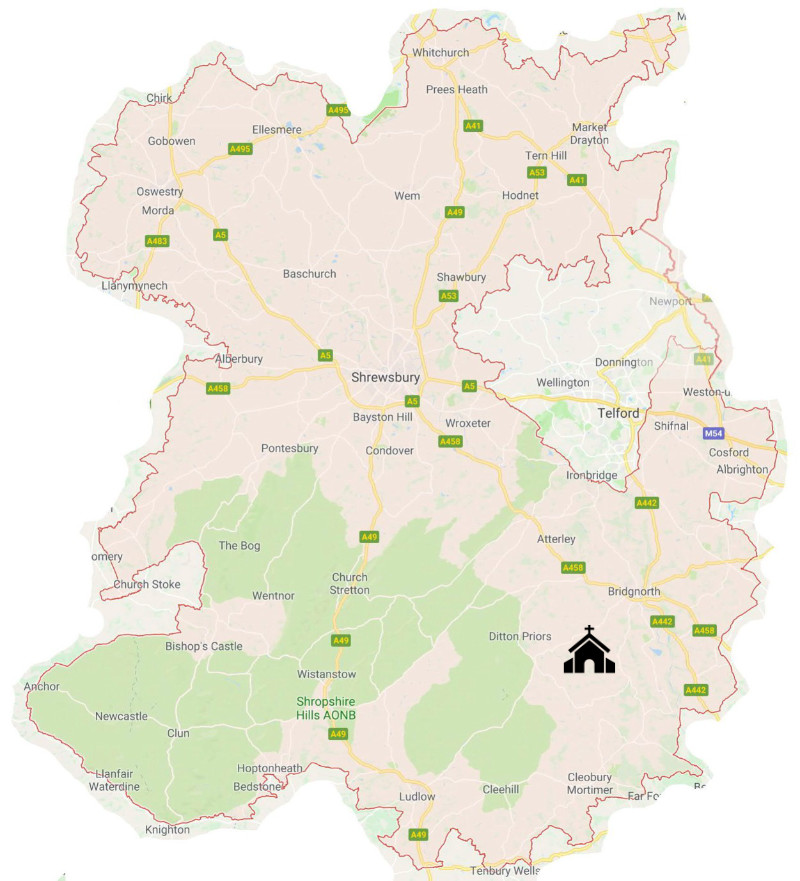 M
Whitchurch
Prees Heath
Chirk
A495
Ellesmere
A41
Market
Drayton
Gobowen
A495
Tern Hill
A53
A41
Oswestry
Wem
Hodnet
Morda
A49
A483
A5
Baschurch
Shawbury
Llanymynech
A53
Newport
Alberbury
A5
Donnington
A41
Shrewsbury
Wellington
A458
A5
Weston-u
A5
Bayston Hill
Wroxeter
Telford
Shifnal
M54
A458
Pontesbury
Condover
Cosford
Albrighton
Ironbridge
A442
The Bog
A49
Atterley
omery
A458
Church Stoke
Church
Stretton
Wentnor
Bridgnorth
A442
A458
Bishop's Castle
A49
Ditton Priors
Wistanstow
Anchor
A442
Shropshire
Hills AONB
Newcastle
Clun
A49
Llanfair
Waterdine
Hoptonheath
Bedstone
Ludlow
Cleehill
Cleobury
Mortimer
Far Fo
Knighton
A49
Tenbury Wells